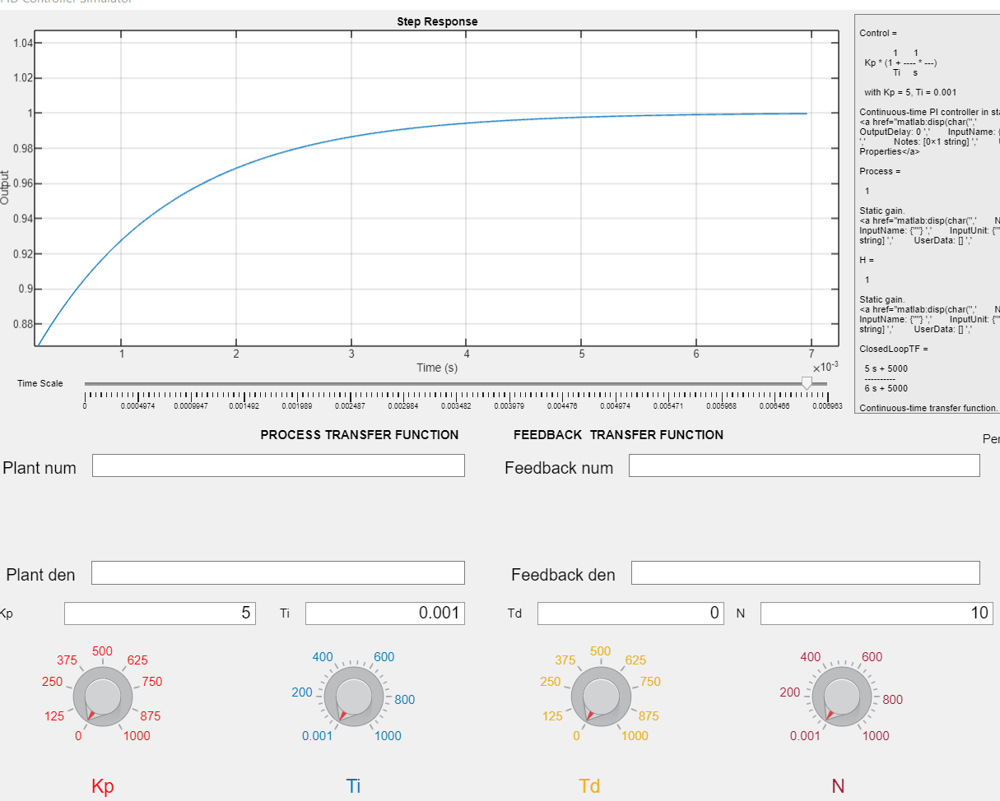 PID Controller Simulator
Step Response
1.04
1.02
1
0.98
0.96
0.94
0.92
0.9
0.88
Output
1 2 3 4 5 6 7
Time (s)
×10⁻³
Time Scale
0 0.0004974 0.0009947 0.001492 0.001989 0.002487 0.002984 0.003482 0.003979 0.004476 0.004974 0.005471 0.005968 0.006466 0.006963
Control =
1 1
Kp * (1 + ---- * ---)
Ti s
with Kp = 5, Ti = 0.001
Continuous-time PI controller in sta
<a href="matlab:disp(char('','
OutputDelay: 0 ',' InputName: {
',' Notes: [0×1 string] ','
Properties</a>
Process =
1
Static gain.
<a href="matlab:disp(char('',' N
InputName: {''''} ',' InputUnit: {''
string] ',' UserData: [] ','
H =
1
Static gain.
<a href="matlab:disp(char('',' N
InputName: {''''} ',' InputUnit: {''
string] ',' UserData: [] ','
ClosedLoopTF =
5 s + 5000
----------
6 s + 5000
Continuous-time transfer function.
PROCESS TRANSFER FUNCTION
FEEDBACK TRANSFER FUNCTION
Per
Plant num
Feedback num
Plant den
Feedback den
Kp 5 Ti 0.001 Td 0 N 10
0 125 250 375 500 625 750 875 1000
Kp
0.001 200 400 600 800 1000
Ti
0 125 250 375 500 625 750 875 1000
Td
0.001 200 400 600 800 1000
N